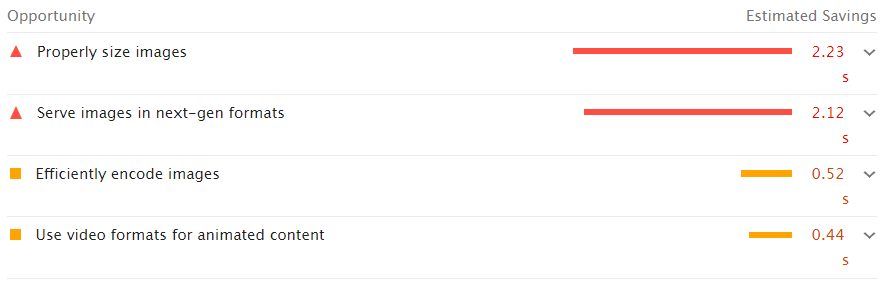 Opportunity Estimated Savings
Properly size images 2.23
s
Serve images in next-gen formats 2.12
s
Efficiently encode images 0.52
s
Use video formats for animated content 0.44
s